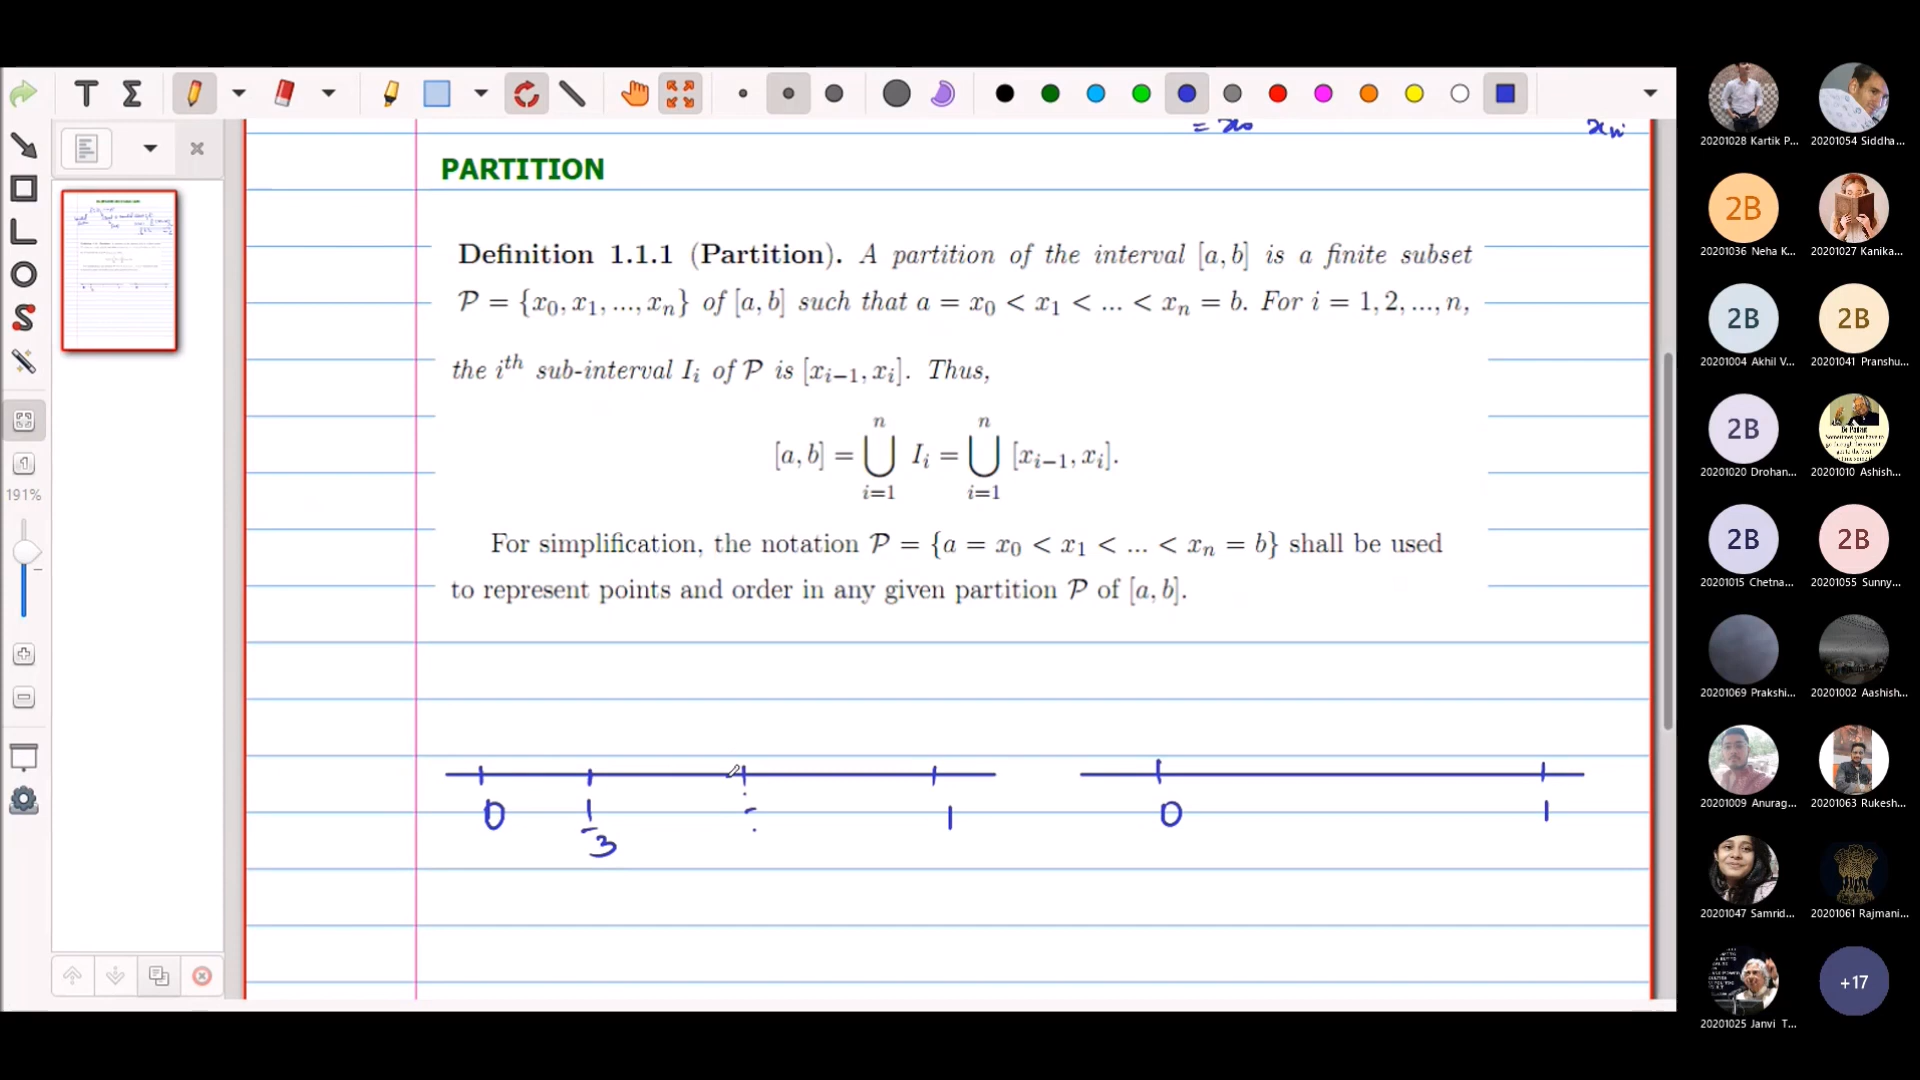 = x₀
xₙ
PARTITION
Definition 1.1.1 (Partition). A partition of the interval [a, b] is a finite subset
𝒫 = {x₀, x₁, ..., xₙ} of [a, b] such that a = x₀ < x₁ < ... < xₙ = b. For i = 1, 2, ..., n,
the iᵗʰ sub-interval Iᵢ of 𝒫 is [xᵢ₋₁, xᵢ]. Thus,
[a, b] = ⋃ⁿᵢ₌₁ Iᵢ = ⋃ⁿᵢ₌₁ [xᵢ₋₁, xᵢ].
For simplification, the notation 𝒫 = {a = x₀ < x₁ < ... < xₙ = b} shall be used
to represent points and order in any given partition 𝒫 of [a, b].
0 1/3 1 0 1
191%
20201028 Kartik P...
20201054 Siddha...
2B
20201036 Neha K...
20201027 Kanika...
2B
20201004 Akhil V...
2B
20201041 Pranshu...
2B
20201020 Drohan...
20201010 Ashish...
2B
20201015 Chetna...
2B
20201055 Sunny...
20201069 Prakshi...
20201002 Aashish...
20201009 Anurag...
20201063 Rukesh...
20201047 Samrid...
20201061 Rajmani...
20201025 Janvi T...
+17